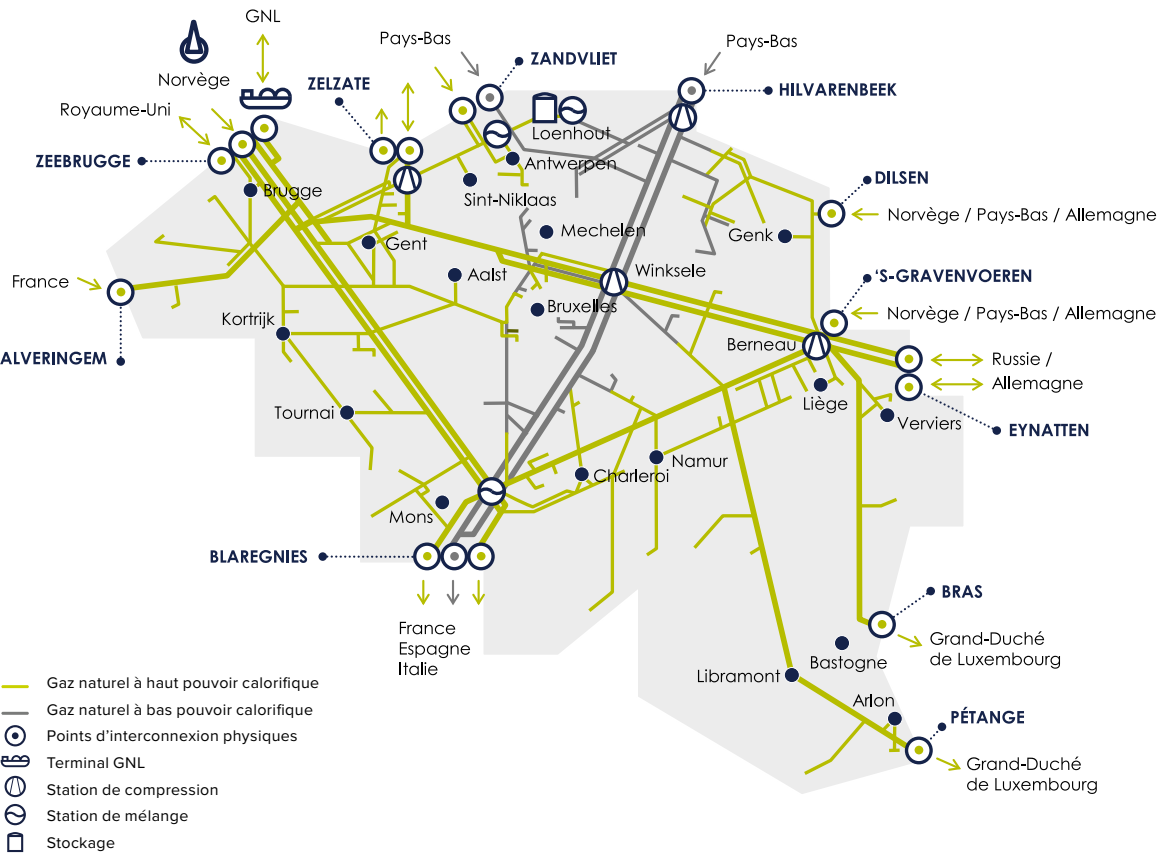 GNL
Norvège
Royaume-Uni
ZEEBRUGGE
ZELZATE
Pays-Bas
ZANDVLIET
Pays-Bas
HILVARENBEEK
Loenhout
Antwerpen
Sint-Niklaas
Brugge
DILSEN
Norvège / Pays-Bas / Allemagne
Mechelen
Genk
Gent
Aalst
Winksele
'S-GRAVENVOEREN
Norvège / Pays-Bas / Allemagne
France
Kortrijk
Bruxelles
Berneau
ALVERINGEM
Russie /
Allemagne
Liège
Tournai
Verviers
EYNATTEN
Namur
Charleroi
Mons
BLAREGNIES
France
Espagne
Italie
BRAS
Grand-Duché
de Luxembourg
Bastogne
Libramont
Arlon
PÉTANGE
Grand-Duché
de Luxembourg
Gaz naturel à haut pouvoir calorifique
Gaz naturel à bas pouvoir calorifique
Points d'interconnexion physiques
Terminal GNL
Station de compression
Station de mélange
Stockage